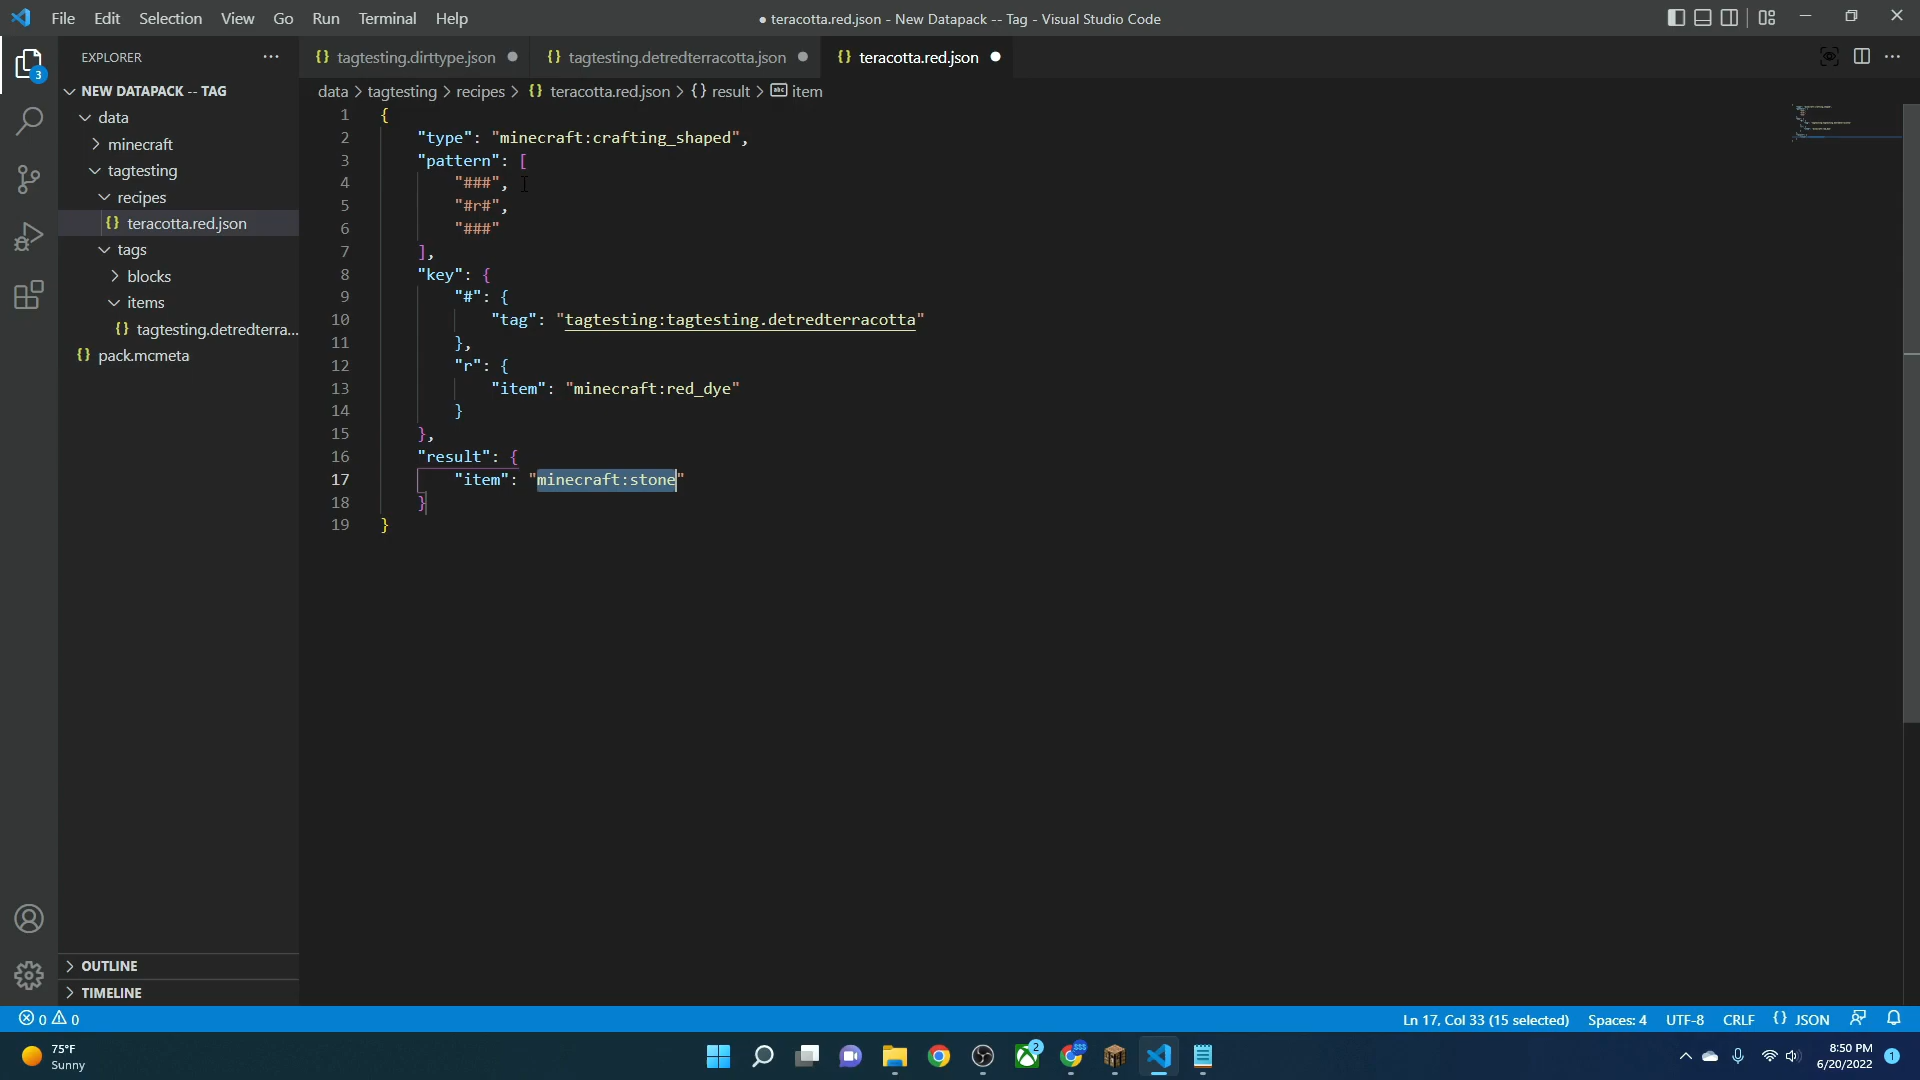 File Edit Selection View Go Run Terminal Help
● teracotta.red.json - New Datapack -- Tag - Visual Studio Code
EXPLORER
3
NEW DATAPACK -- TAG
data
minecraft
tagtesting
recipes
{} teracotta.red.json
tags
blocks
items
{} tagtesting.detredterra...
{} pack.mcmeta
OUTLINE
TIMELINE
{} tagtesting.dirttype.json ● {} tagtesting.detredterracotta.json ● {} teracotta.red.json ●
data > tagtesting > recipes > {} teracotta.red.json > {} result > abc item
1 {
2 "type": "minecraft:crafting_shaped",
3 "pattern": [
4 "###",
5 "#r#",
6 "###"
7 ],
8 "key": {
9 "#": {
10 "tag": "tagtesting:tagtesting.detredterracotta"
11 },
12 "r": {
13 "item": "minecraft:red_dye"
14 }
15 },
16 "result": {
17 "item": "minecraft:stone"
18 }
19 }
0 0
Ln 17, Col 33 (15 selected) Spaces: 4 UTF-8 CRLF {} JSON
75°F
Sunny
2
8:50 PM
6/20/2022
1